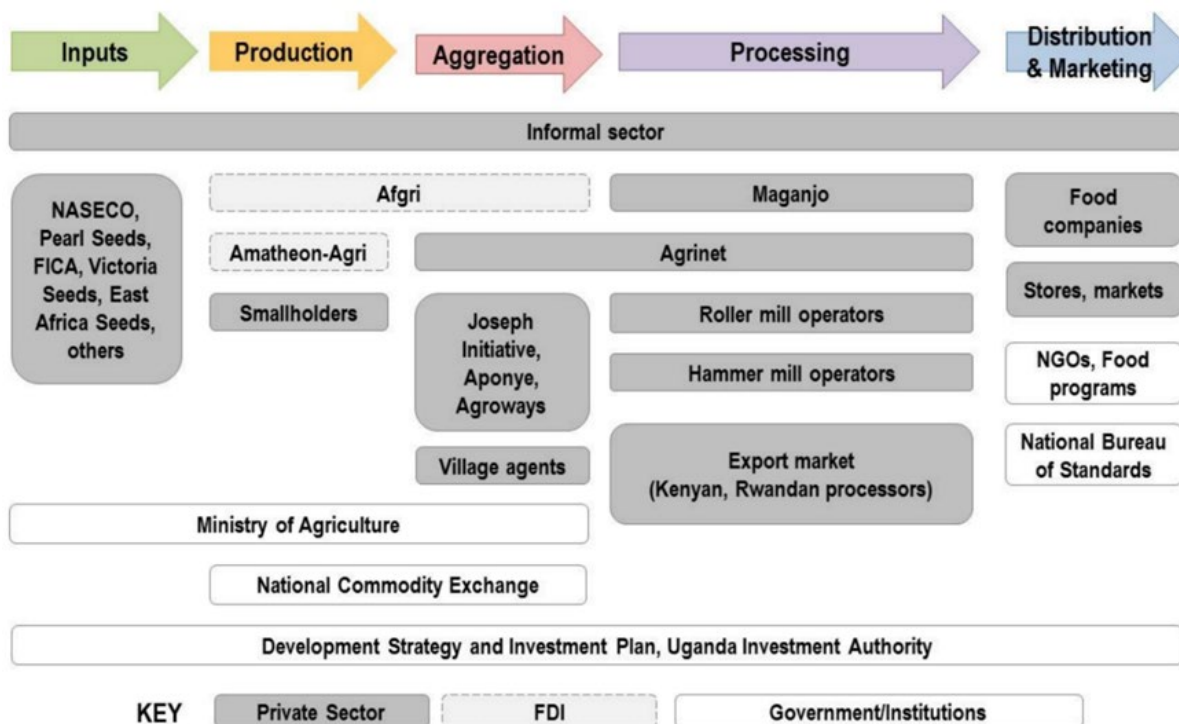 Inputs
Production
Aggregation
Processing
Distribution
& Marketing
Informal sector
NASECO,
Pearl Seeds,
FICA, Victoria
Seeds, East
Africa Seeds,
others
Afgri
Maganjo
Food
companies
Amatheon-Agri
Agrinet
Stores, markets
Smallholders
Joseph
Initiative,
Aponye,
Agroways
Roller mill operators
Hammer mill operators
NGOs, Food
programs
Village agents
Export market
(Kenyan, Rwandan processors)
National Bureau
of Standards
Ministry of Agriculture
National Commodity Exchange
Development Strategy and Investment Plan, Uganda Investment Authority
KEY
Private Sector
FDI
Government/Institutions